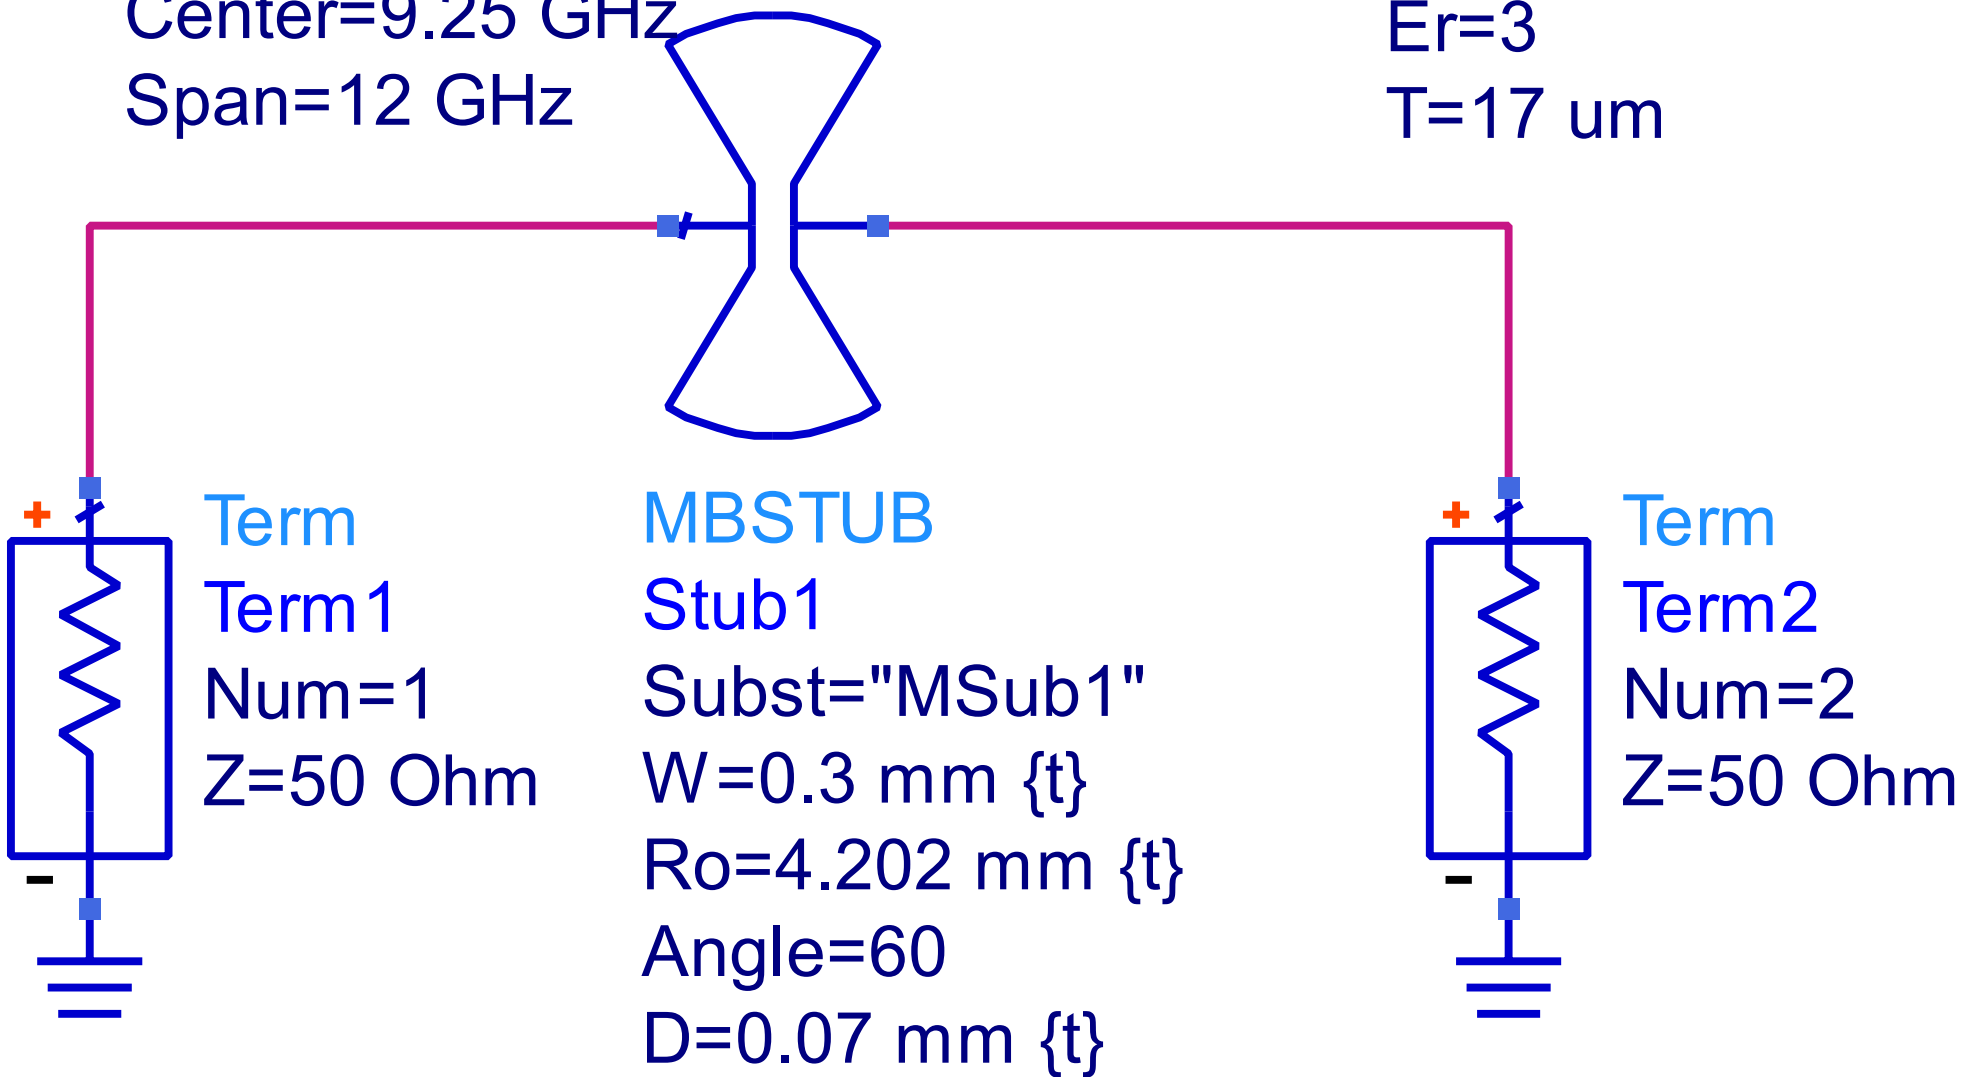 Center=9.25 GHz
Span=12 GHz
Er=3
T=17 um
+
Term
Term1
Num=1
Z=50 Ohm
-
MBSTUB
Stub1
Subst="MSub1"
W=0.3 mm {t}
Ro=4.202 mm {t}
Angle=60
D=0.07 mm {t}
+
Term
Term2
Num=2
Z=50 Ohm
-